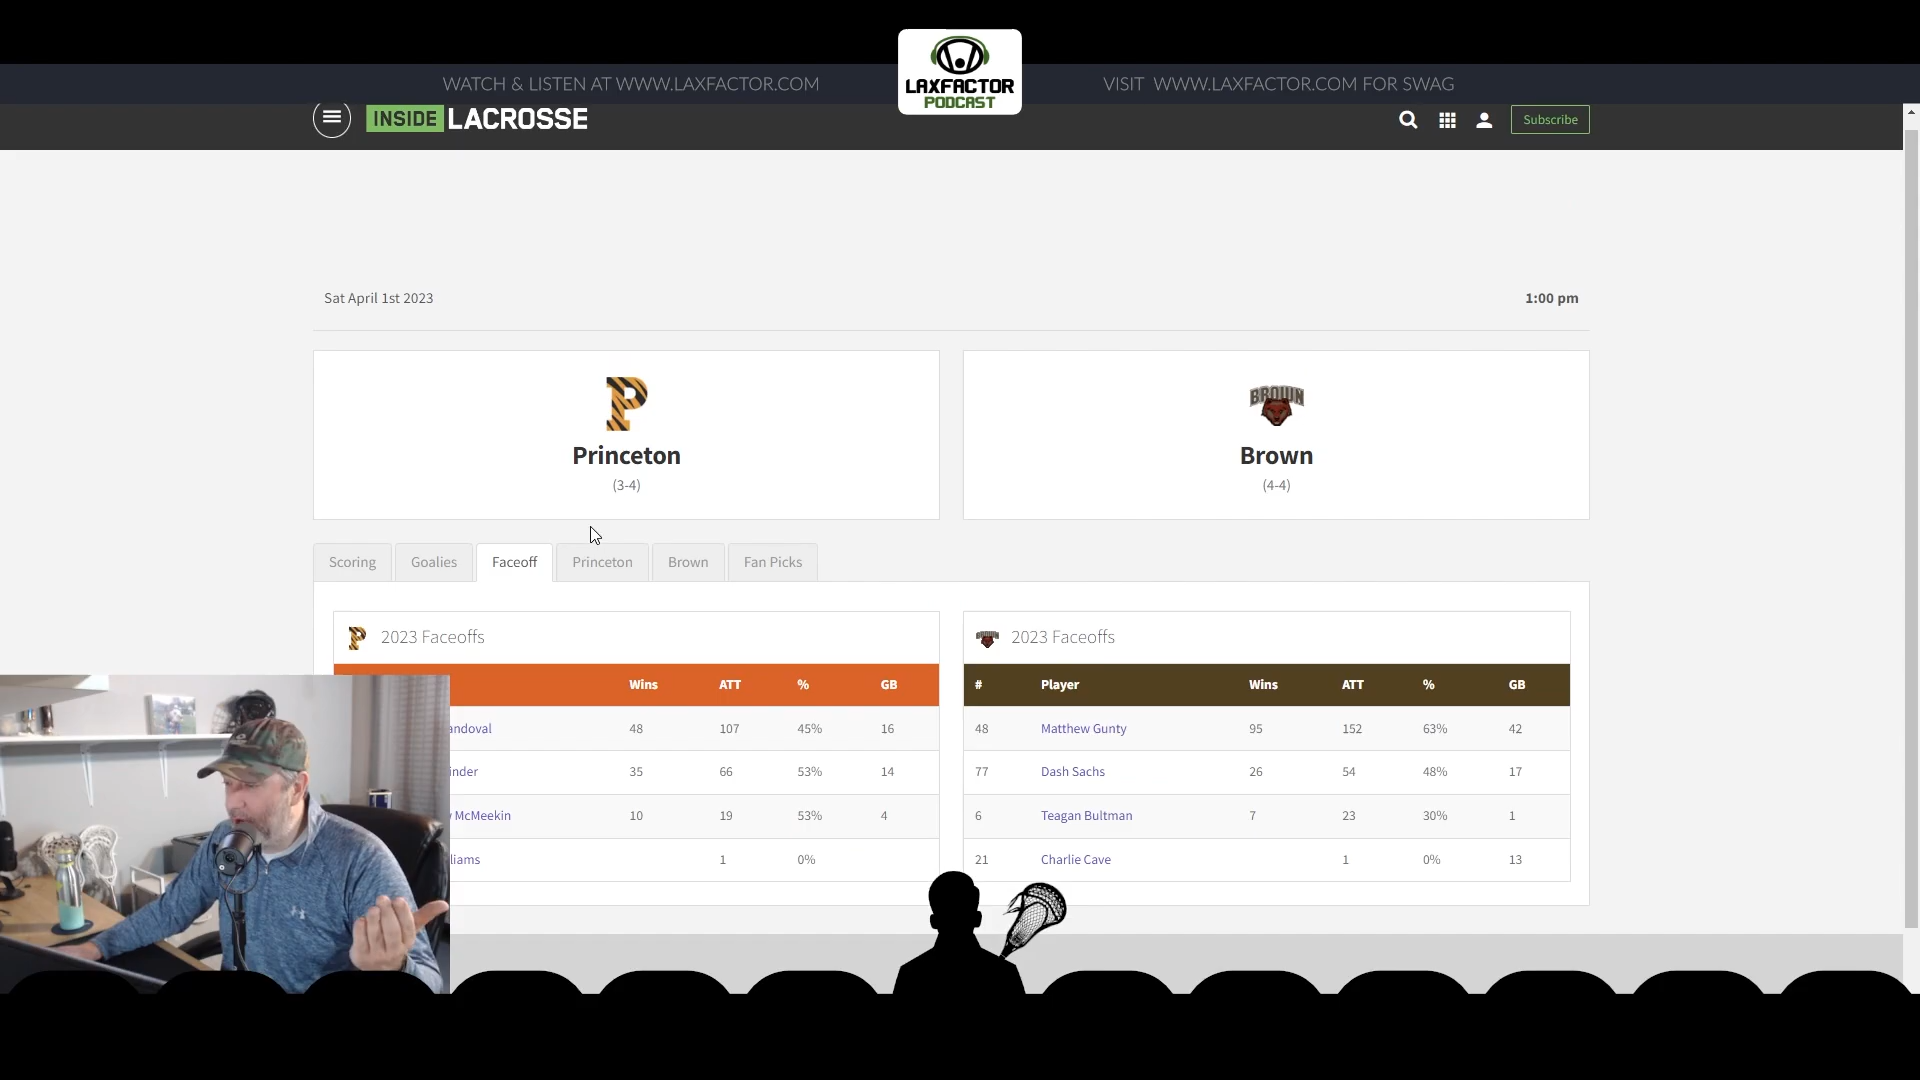 WATCH & LISTEN AT WWW.LAXFACTOR.COM
LAXFACTOR
PODCAST
VISIT WWW.LAXFACTOR.COM FOR SWAG
INSIDE LACROSSE
Subscribe
Sat April 1st 2023
1:00 pm
P
Princeton
(3-4)
BROWN
Brown
(4-4)
Scoring Goalies Faceoff Princeton Brown Fan Picks
P 2023 Faceoffs
Wins ATT % GB
andoval 48 107 45% 16
inder 35 66 53% 14
McMeekin 10 19 53% 4
liams 1 0%
2023 Faceoffs
# Player Wins ATT % GB
48 Matthew Gunty 95 152 63% 42
77 Dash Sachs 26 54 48% 17
6 Teagan Bultman 7 23 30% 1
21 Charlie Cave 1 0% 13